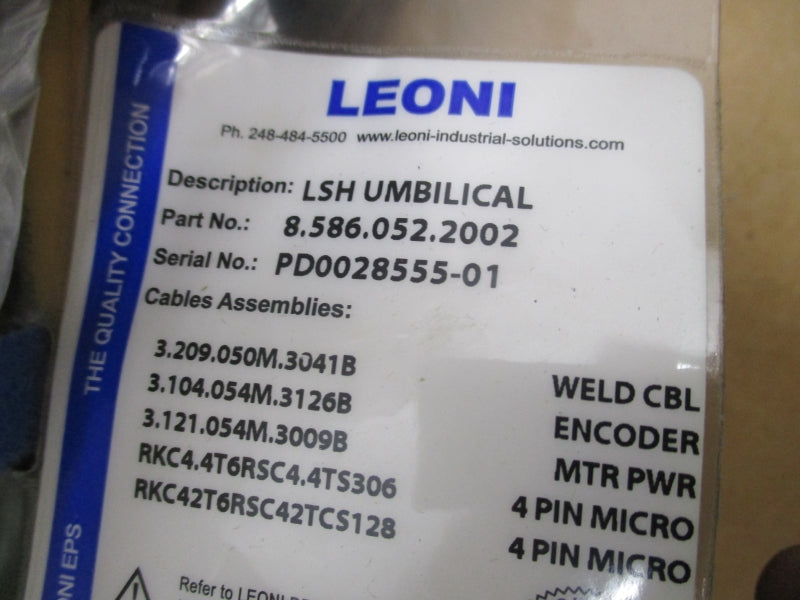 LEONI
Ph. 248-484-5500 www.leoni-industrial-solutions.com
Description: LSH UMBILICAL
Part No.: 8.586.052.2002
Serial No.: PD0028555-01
Cables Assemblies:
3.209.050M.3041B WELD CBL
3.104.054M.3126B ENCODER
3.121.054M.3009B MTR PWR
RKC4.4T6RSC4.4TS306 4 PIN MICRO
RKC42T6RSC42TCS128 4 PIN MICRO
Refer to LEONI
THE QUALITY CONNECTION
NI EPS